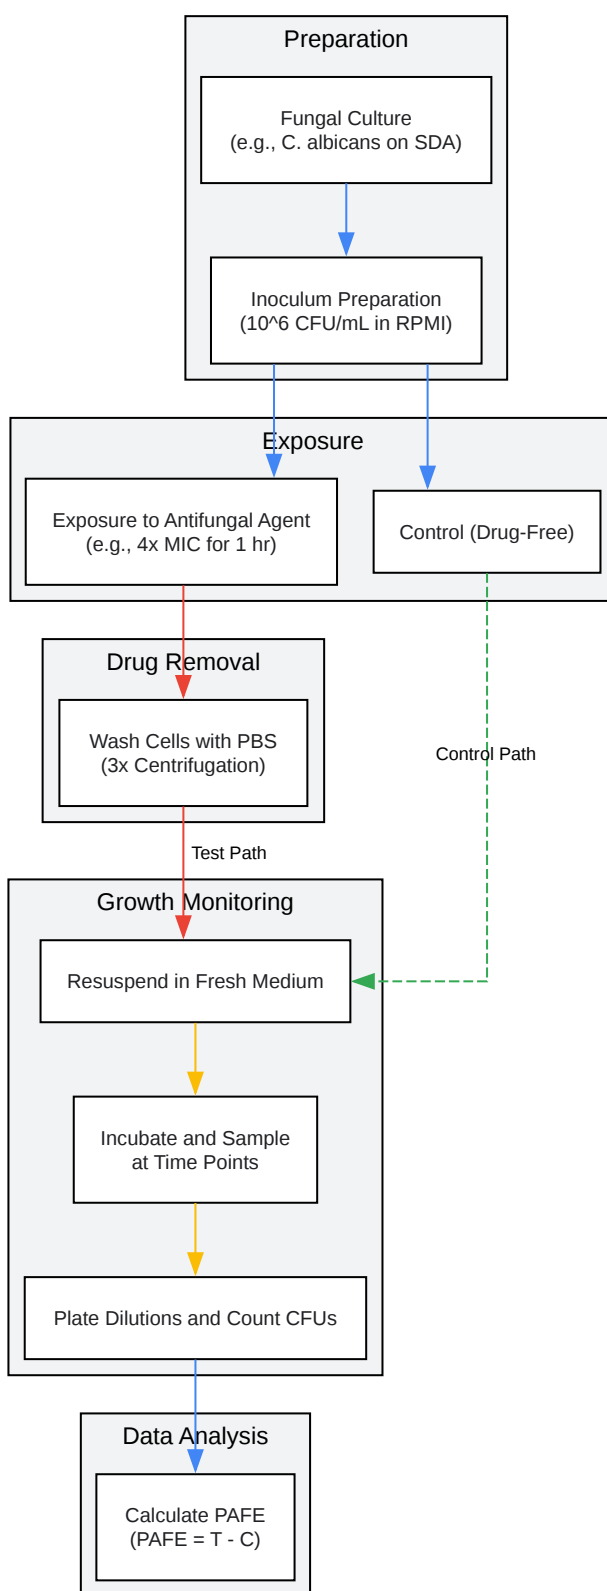 Preparation
Fungal Culture
(e.g., C. albicans on SDA)
Inoculum Preparation
(10^6 CFU/mL in RPMI)
Exposure
Exposure to Antifungal Agent
(e.g., 4x MIC for 1 hr)
Control (Drug-Free)
Drug Removal
Wash Cells with PBS
(3x Centrifugation)
Control Path
Test Path
Growth Monitoring
Resuspend in Fresh Medium
Incubate and Sample
at Time Points
Plate Dilutions and Count CFUs
Data Analysis
Calculate PAFE
(PAFE = T - C)